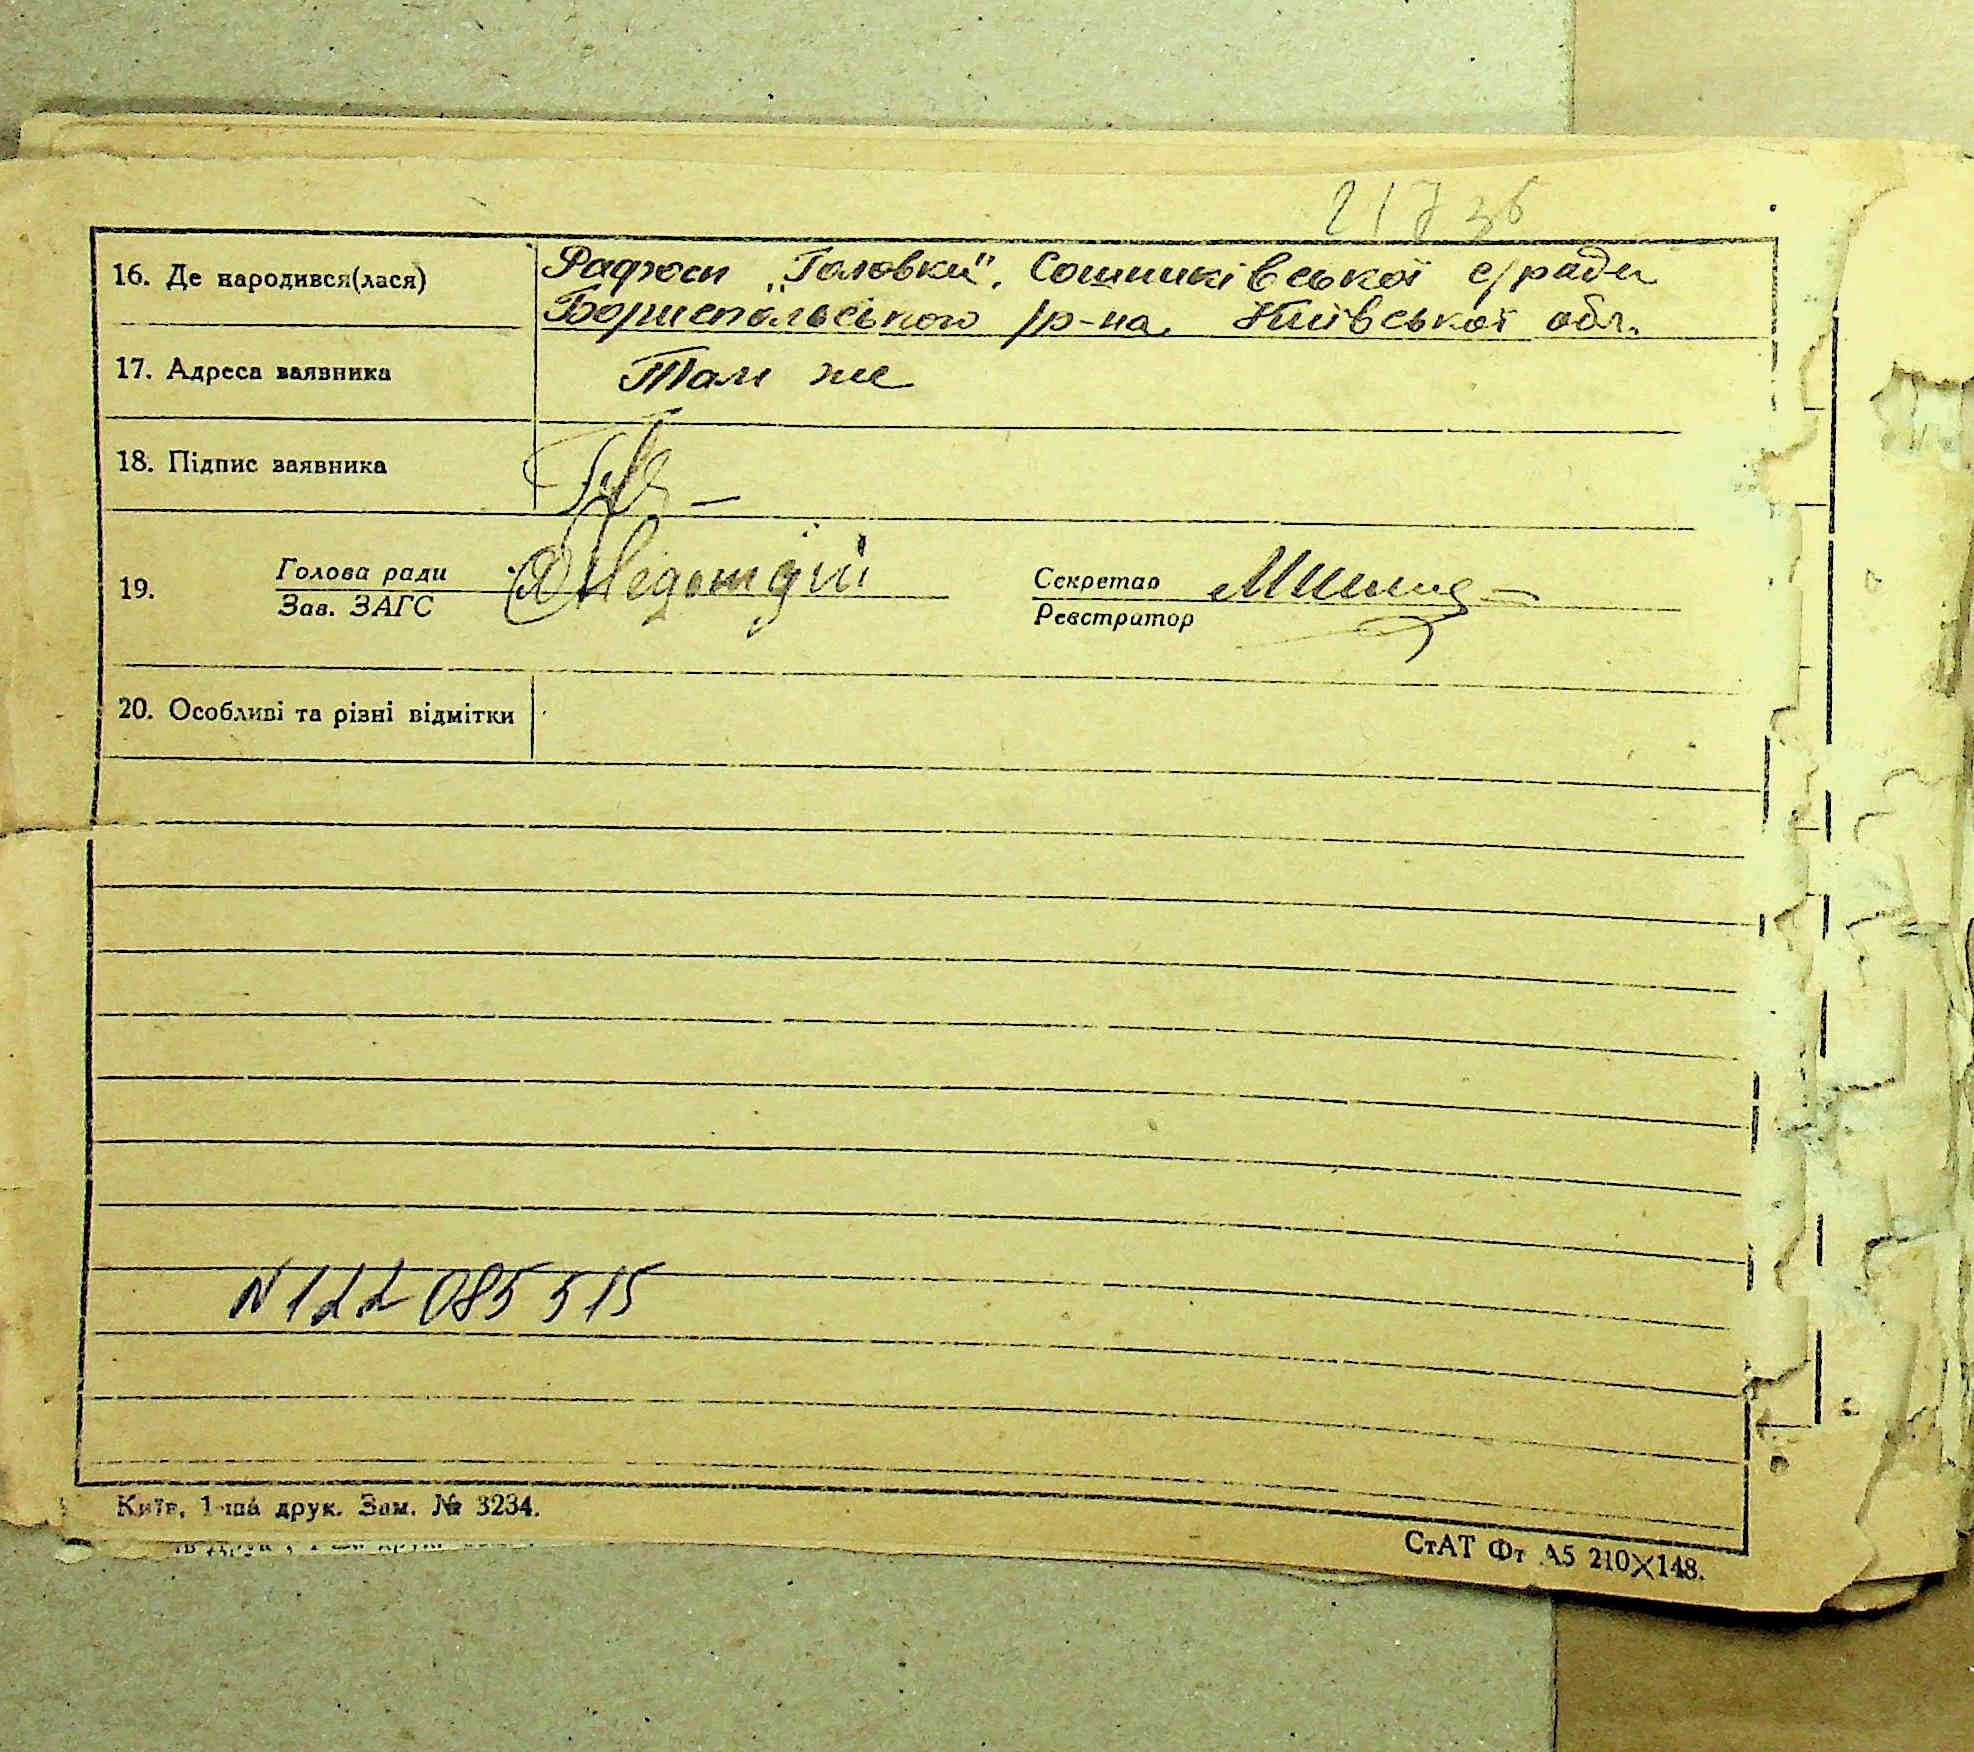 16. Де народився(лася) Радгосп „Головки". Сошниківської с/ради
Бориспольського р-на Київської обл.
17. Адреса заявника Там же
18. Підпис заявника
19. Голова ради Секретар
Зав. ЗАГС Реєстратор
20. Особливі та різні відмітки
085515
Київ, 1-ша друк. Зам. № 3234.
СтАТ Фт А5 210×148.